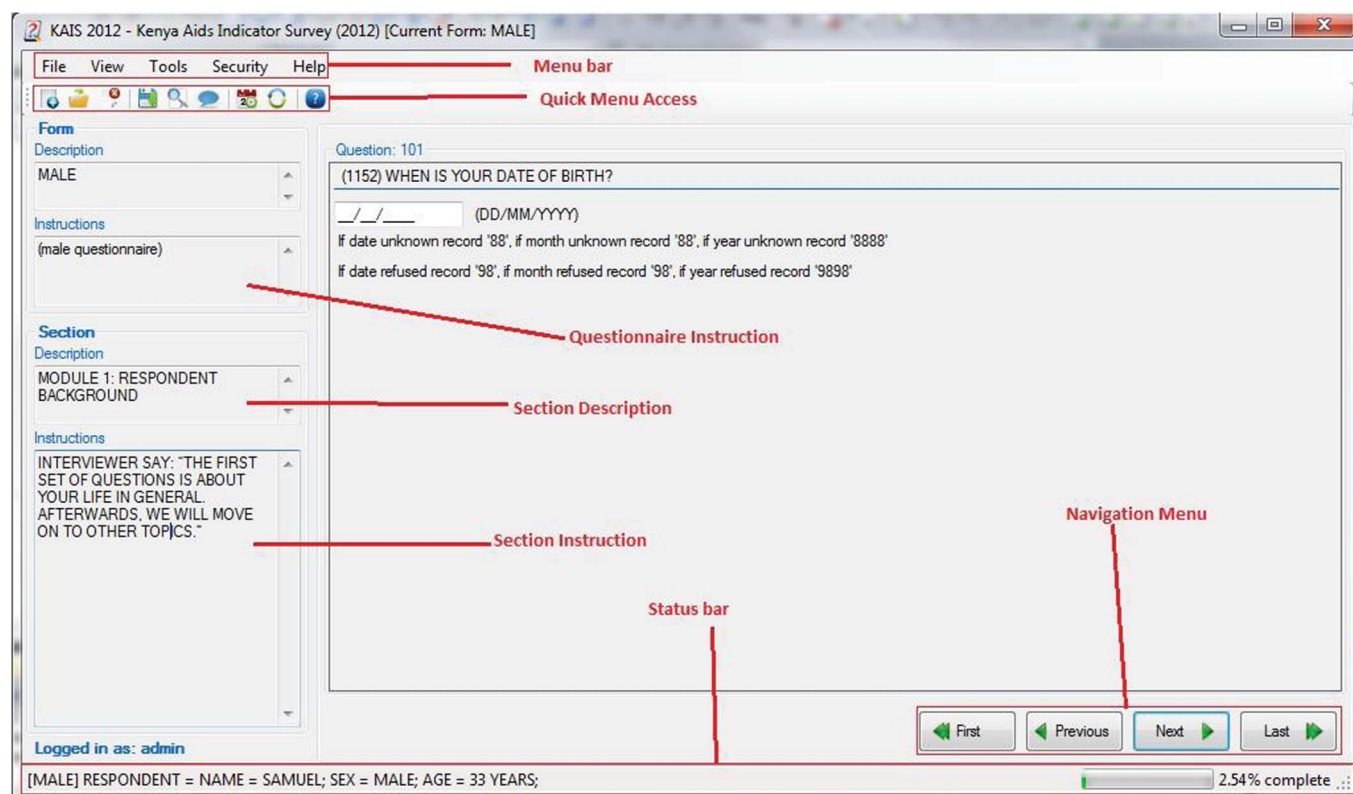 KAIS 2012 - Kenya Aids Indicator Survey (2012) [Current Form: MALE]
File View Tools Security Help
Menu bar
Quick Menu Access
Form
Description
MALE
Instructions
(male questionnaire)
Section
Description
MODULE 1: RESPONDENT
BACKGROUND
Instructions
INTERVIEWER SAY: "THE FIRST
SET OF QUESTIONS IS ABOUT
YOUR LIFE IN GENERAL.
AFTERWARDS, WE WILL MOVE
ON TO OTHER TOPICS."
Logged in as: admin
Question: 101
(1152) WHEN IS YOUR DATE OF BIRTH?
__/__/____ (DD/MM/YYYY)
If date unknown record '88', if month unknown record '88', if year unknown record '8888'
If date refused record '98', if month refused record '98', if year refused record '9898'
Questionnaire Instruction
Section Description
Section Instruction
Navigation Menu
Status bar
First Previous Next Last
[MALE] RESPONDENT = NAME = SAMUEL; SEX = MALE; AGE = 33 YEARS;
2.54% complete